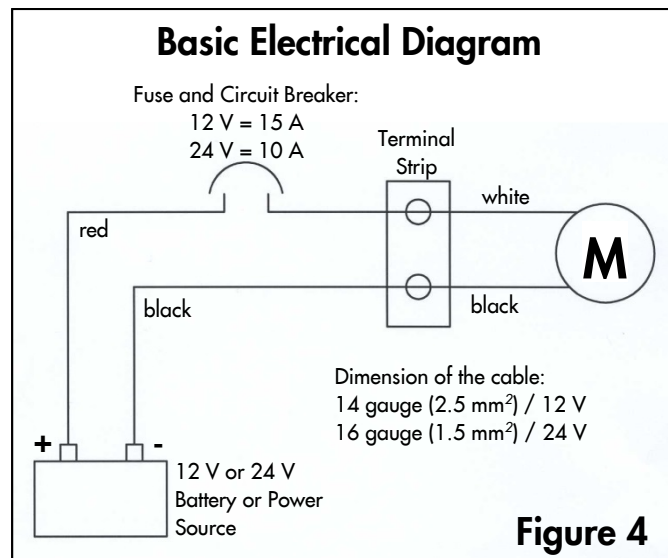 Basic Electrical Diagram
Fuse and Circuit Breaker:
12 V = 15 A
24 V = 10 A
Terminal
Strip
white
red
M
black
black
Dimension of the cable:
14 gauge (2.5 mm²) / 12 V
16 gauge (1.5 mm²) / 24 V
+ -
12 V or 24 V
Battery or Power
Source
Figure 4